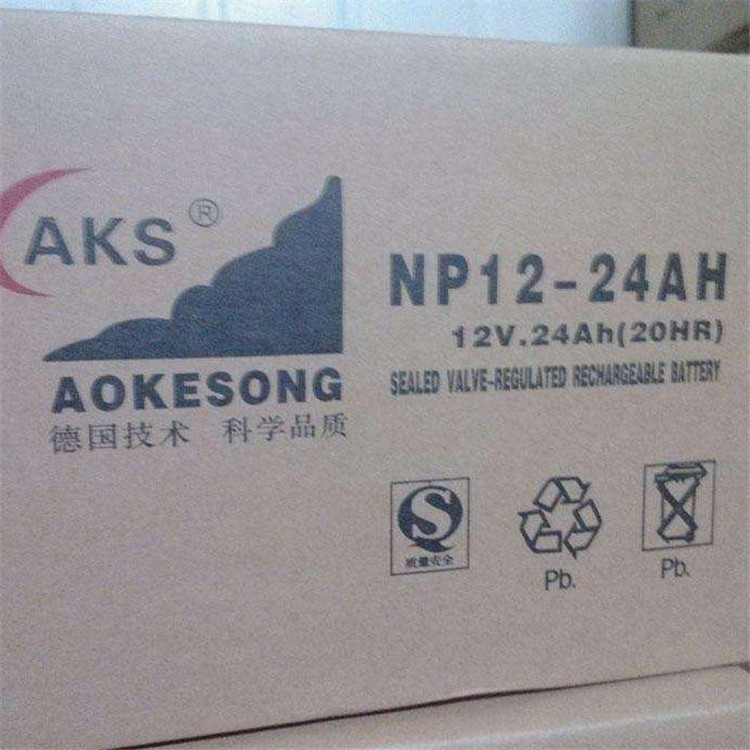 AKS®
AOKESONG
德国技术 科学品质
NP12-24AH
12V.24Ah(20HR)
SEALED VALVE-REGULATED RECHARGEABLE BATTERY
质量安全
Pb.
Pb.